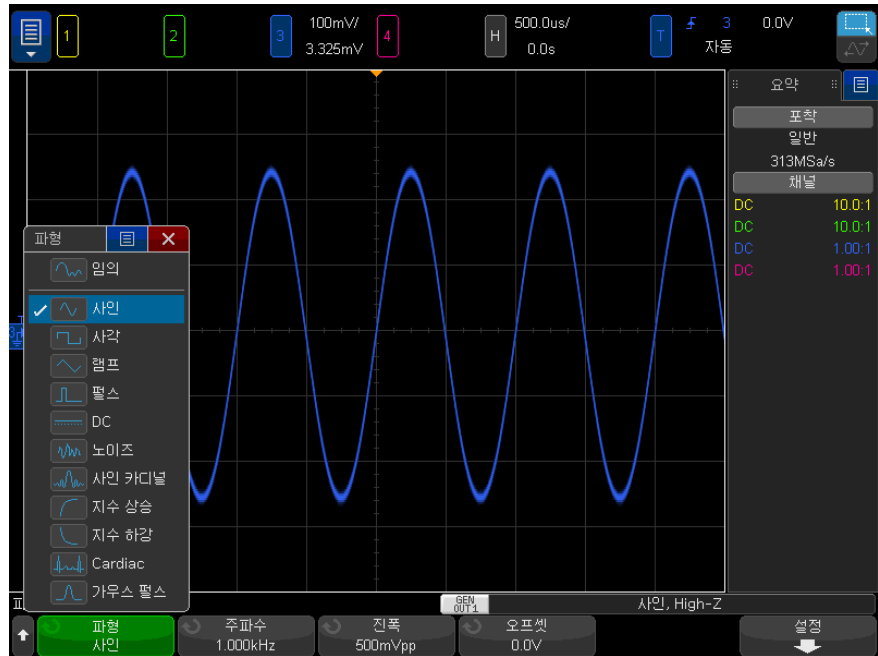 1
2
3
100mV/
3.325mV
4
H
500.0us/
0.0s
T
3
0.0V
자동
요약
포착
일반
313MSa/s
채널
DC 10.0:1
DC 10.0:1
DC 1.00:1
DC 1.00:1
파형
임의
사인
사각
램프
펄스
DC
노이즈
사인 카디널
지수 상승
지수 하강
Cardiac
가우스 펄스
T
3
GEN
OUT1
사인, High-Z
파형
사인
주파수
1.000kHz
진폭
500mVpp
오프셋
0.0V
설정